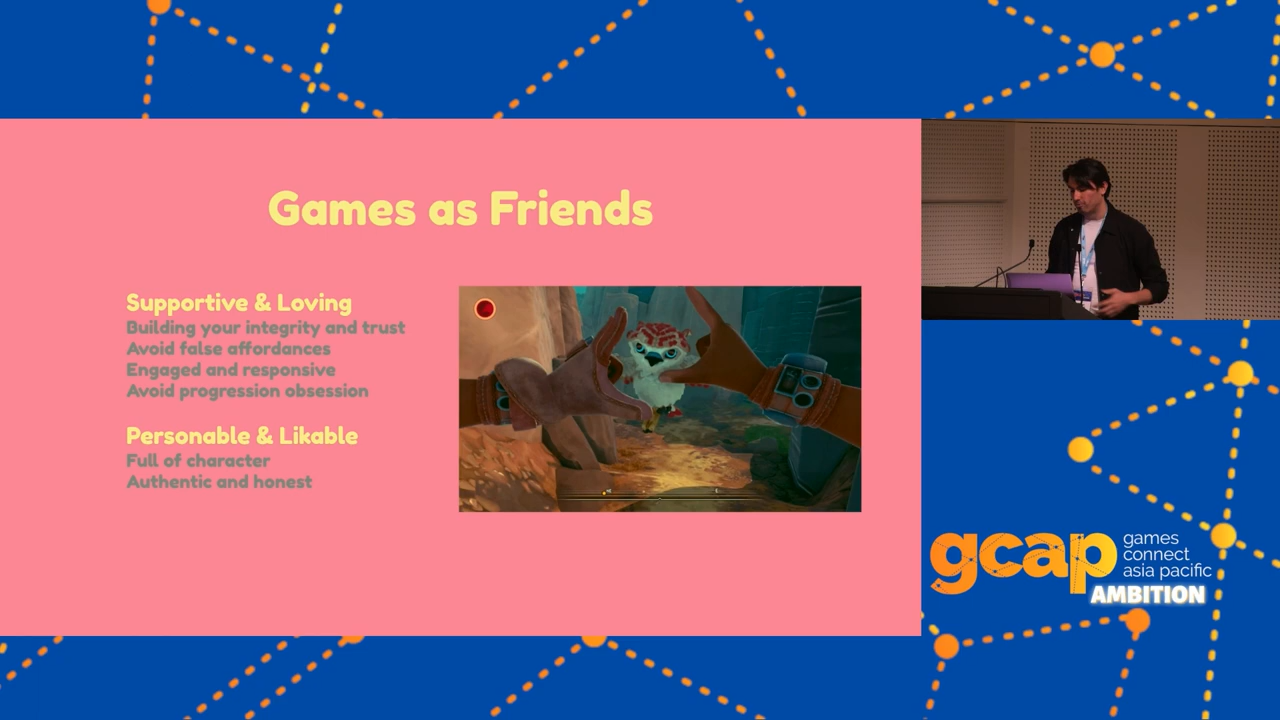 Games as Friends
Supportive & Loving
Building your integrity and trust
Avoid false affordances
Engaged and responsive
Avoid progression obsession
Personable & Likable
Full of character
Authentic and honest
gcap
games
connect
asia pacific
AMBITION